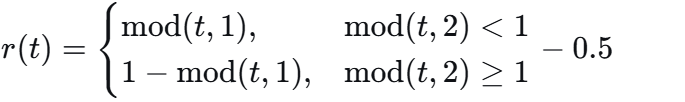 r(t) = { mod(t, 1), mod(t, 2) < 1
1 − mod(t, 1), mod(t, 2) ≥ 1 − 0.5